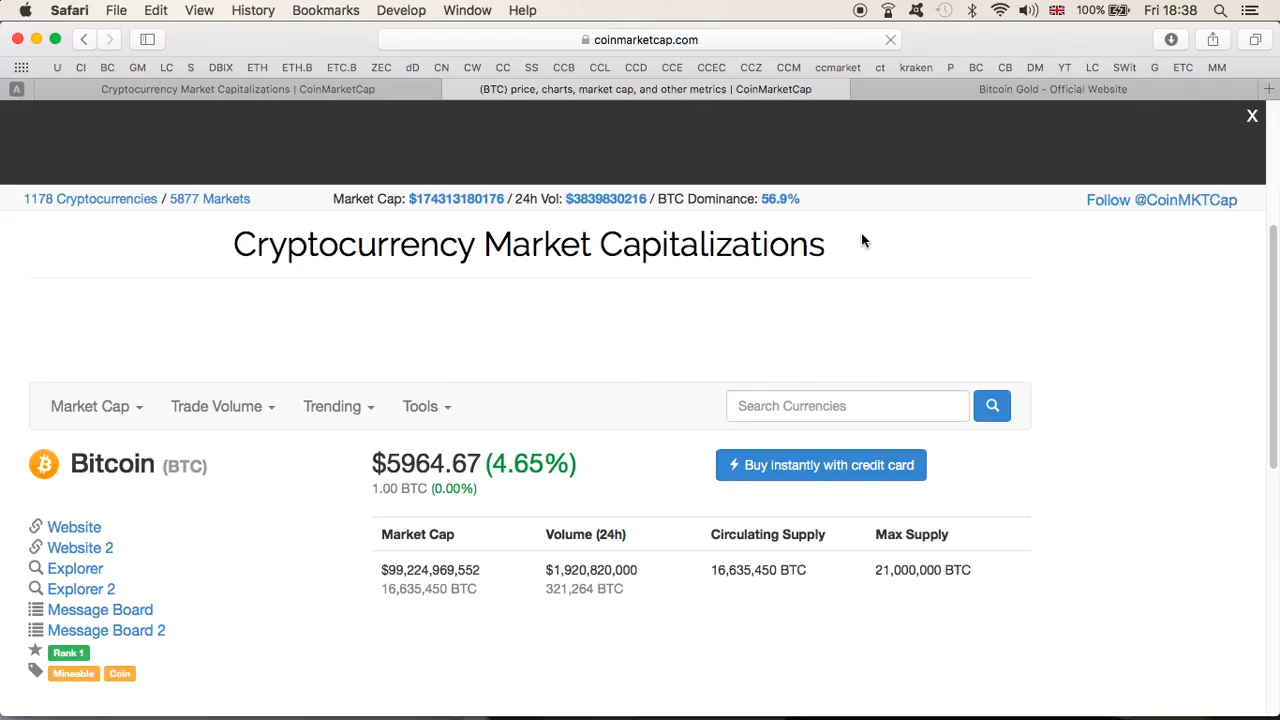 Safari File Edit View History Bookmarks Develop Window Help 100% Fri 18:38
coinmarketcap.com
U CI BC GM LC S DBIX ETH ETH.B ETC.B ZEC dD CN CW CC SS CCB CCL CCD CCE CCEC CCZ CCM ccmarket ct kraken P BC CB DM YT LC SWit G ETC MM
A Cryptocurrency Market Capitalizations | CoinMarketCap (BTC) price, charts, market cap, and other metrics | CoinMarketCap Bitcoin Gold - Official Website
X
1178 Cryptocurrencies / 5877 Markets Market Cap: $174313180176 / 24h Vol: $3839830216 / BTC Dominance: 56.9% Follow @CoinMKTCap
Cryptocurrency Market Capitalizations
Market Cap Trade Volume Trending Tools Search Currencies
Bitcoin (BTC) $5964.67 (4.65%) Buy instantly with credit card
1.00 BTC (0.00%)
Website
Website 2
Explorer
Explorer 2
Message Board
Message Board 2
Rank 1
Mineable Coin
Market Cap Volume (24h) Circulating Supply Max Supply
$99,224,969,552 $1,920,820,000 16,635,450 BTC 21,000,000 BTC
16,635,450 BTC 321,264 BTC